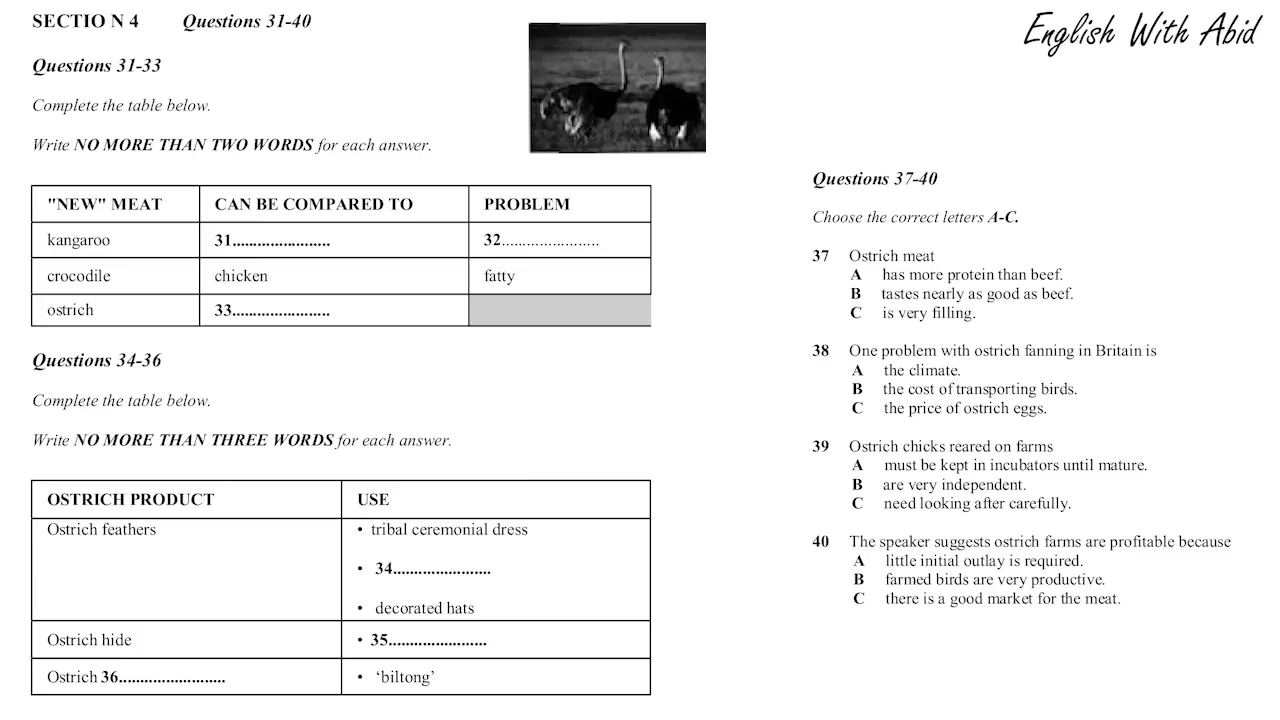 SECTIO N 4 Questions 31-40
Questions 31-33
Complete the table below.
Write NO MORE THAN TWO WORDS for each answer.
"NEW" MEAT CAN BE COMPARED TO PROBLEM
kangaroo 31....................... 32.......................
crocodile chicken fatty
ostrich 33.......................
Questions 34-36
Complete the table below.
Write NO MORE THAN THREE WORDS for each answer.
OSTRICH PRODUCT USE
Ostrich feathers • tribal ceremonial dress
• 34.......................
• decorated hats
Ostrich hide • 35.......................
Ostrich 36......................... • ‘biltong’
English With Abid
Questions 37-40
Choose the correct letters A-C.
37 Ostrich meat
A has more protein than beef.
B tastes nearly as good as beef.
C is very filling.
38 One problem with ostrich fanning in Britain is
A the climate.
B the cost of transporting birds.
C the price of ostrich eggs.
39 Ostrich chicks reared on farms
A must be kept in incubators until mature.
B are very independent.
C need looking after carefully.
40 The speaker suggests ostrich farms are profitable because
A little initial outlay is required.
B farmed birds are very productive.
C there is a good market for the meat.